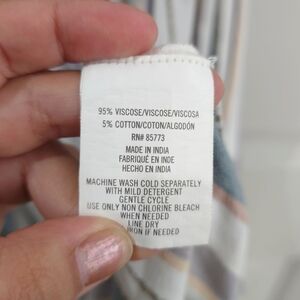 95% VISCOSE/VISCOSE/VISCOSA
5% COTTON/COTON/ALGODÓN
RN# 85773
MADE IN INDIA
FABRIQUÉ EN INDE
HECHO EN INDIA
MACHINE WASH COLD SEPARATELY
WITH MILD DETERGENT
GENTLE CYCLE
USE ONLY NON CHLORINE BLEACH
WHEN NEEDED
LINE DRY
IRON IF NEEDED